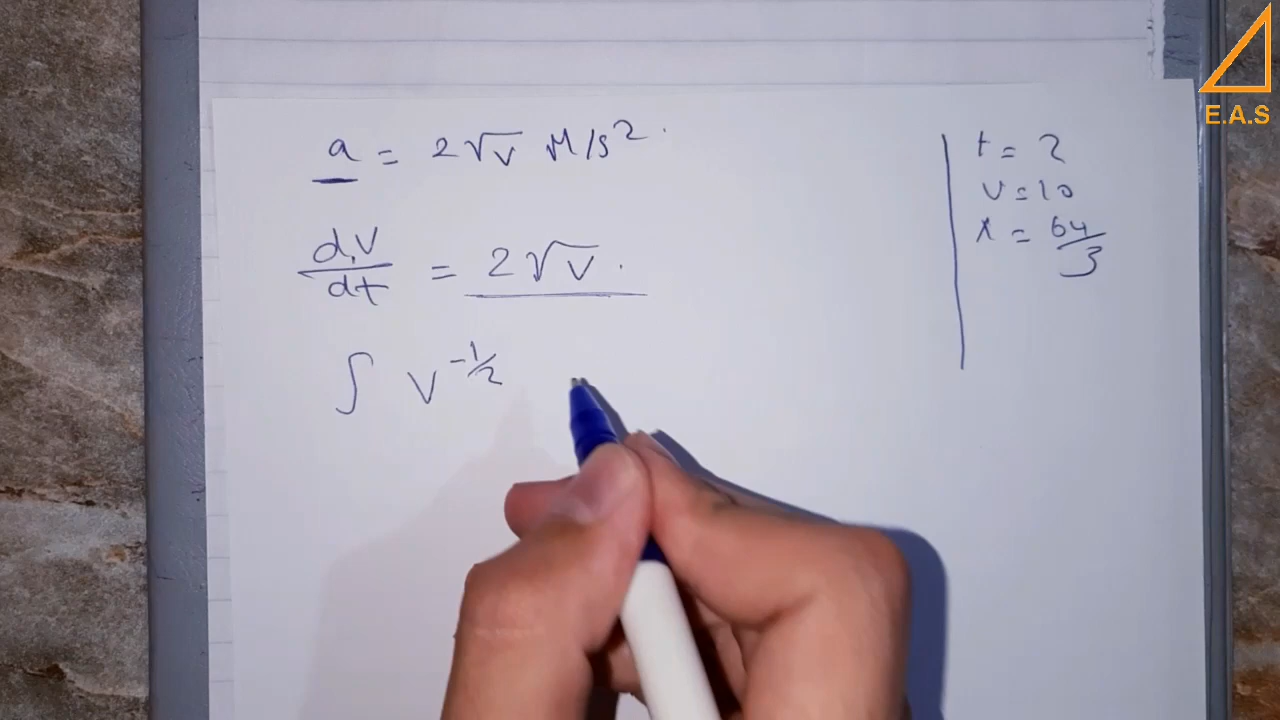 a = 2√v M/s².
dv/dt = 2√v.
∫ v^-1/2
t = 2
v = 10
x = 64/3
E.A.S